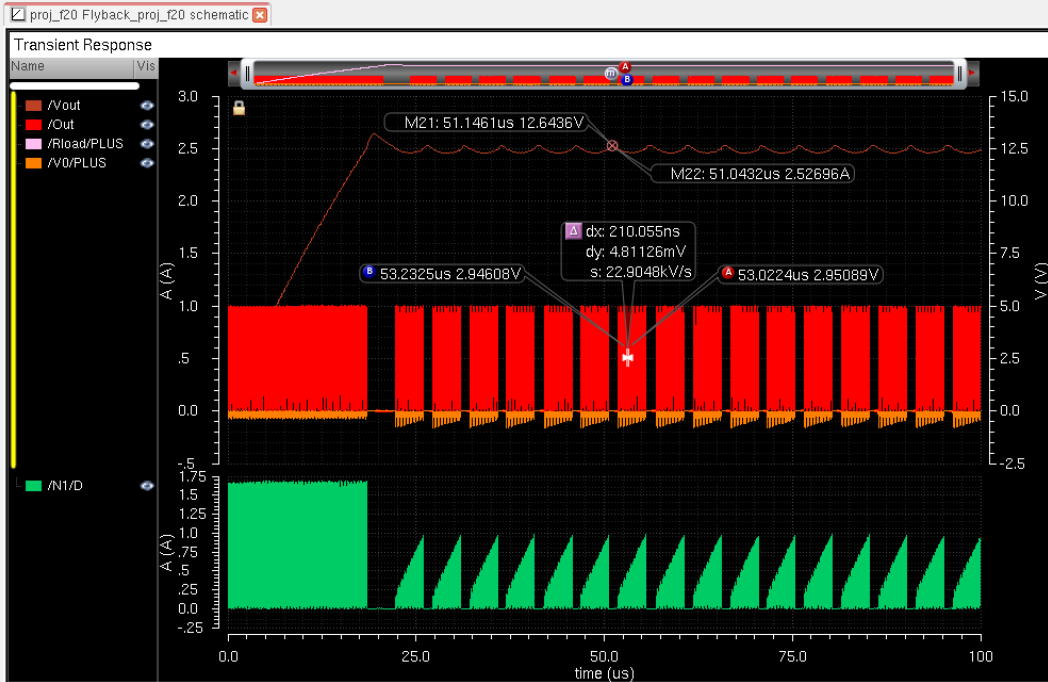 proj_f20 Flyback_proj_f20 schematic
Transient Response
Name Vis
/Vout
/Out
/Rload/PLUS
/V0/PLUS
/N1/D
m
A
B
M21: 51.1461us 12.6436V
M22: 51.0432us 2.52696A
Δ dx: 210.055ns
dy: 4.81126mV
s: 22.9048kV/s
B 53.2325us 2.94608V
A 53.0224us 2.95089V
3.0
2.5
2.0
1.5
1.0
.5
0.0
-.5
A (A)
15.0
12.5
10.0
7.5
5.0
2.5
0.0
-2.5
V (V)
1.75
1.5
1.25
1.0
.75
.5
.25
0.0
-.25
A (A)
0.0 25.0 50.0 75.0 100
time (us)